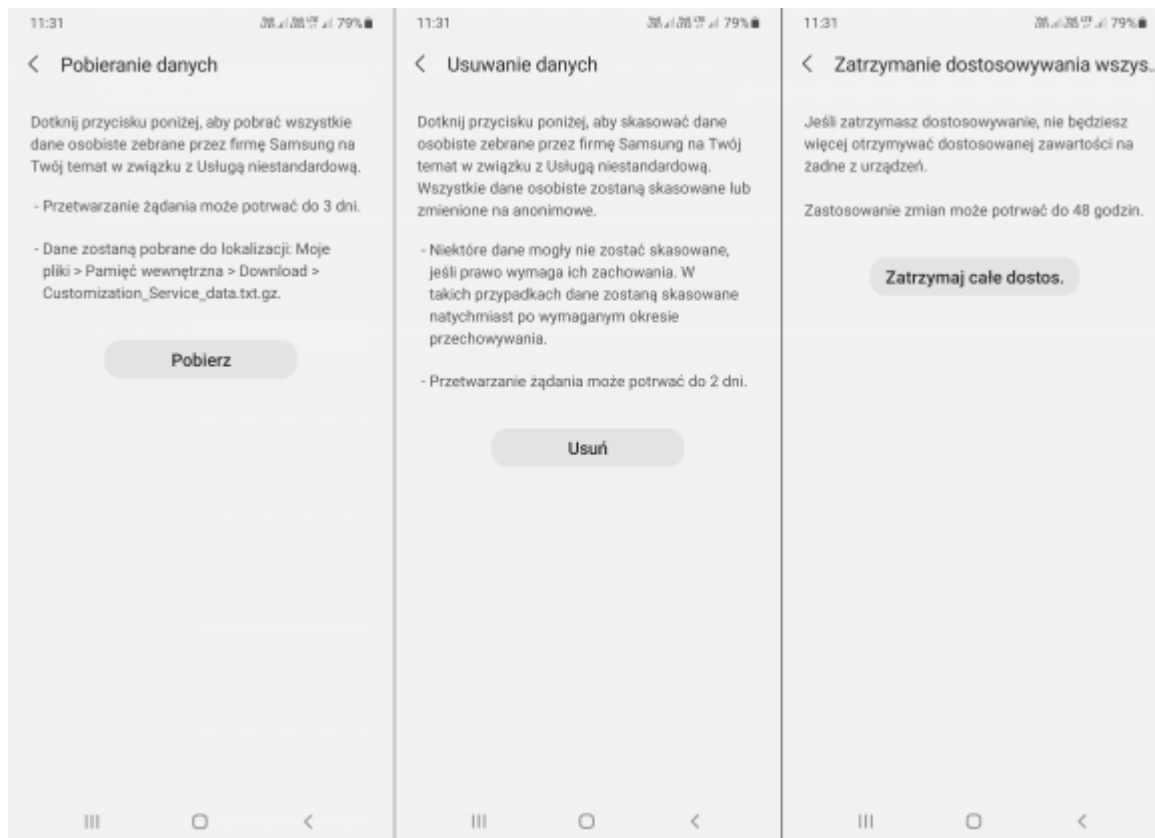 11:31
79%
Pobieranie danych
Dotknij przycisku poniżej, aby pobrać wszystkie
dane osobiste zebrane przez firmę Samsung na
Twój temat w związku z Usługą niestandardową.
- Przetwarzanie żądania może potrwać do 3 dni.
- Dane zostaną pobrane do lokalizacji: Moje
pliki > Pamięć wewnętrzna > Download >
Customization_Service_data.txt.gz.
Pobierz
11:31
79%
Usuwanie danych
Dotknij przycisku poniżej, aby skasować dane
osobiste zebrane przez firmę Samsung na Twój
temat w związku z Usługą niestandardową.
Wszystkie dane osobiste zostaną skasowane lub
zmienione na anonimowe.
- Niektóre dane mogły nie zostać skasowane,
jeśli prawo wymaga ich zachowania. W
takich przypadkach dane zostaną skasowane
natychmiast po wymaganym okresie
przechowywania.
- Przetwarzanie żądania może potrwać do 2 dni.
Usuń
11:31
79%
Zatrzymanie dostosowywania wszys..
Jeśli zatrzymasz dostosowywanie, nie będziesz
więcej otrzymywać dostosowanej zawartości na
żadne z urządzeń.
Zastosowanie zmian może potrwać do 48 godzin.
Zatrzymaj całe dostos.